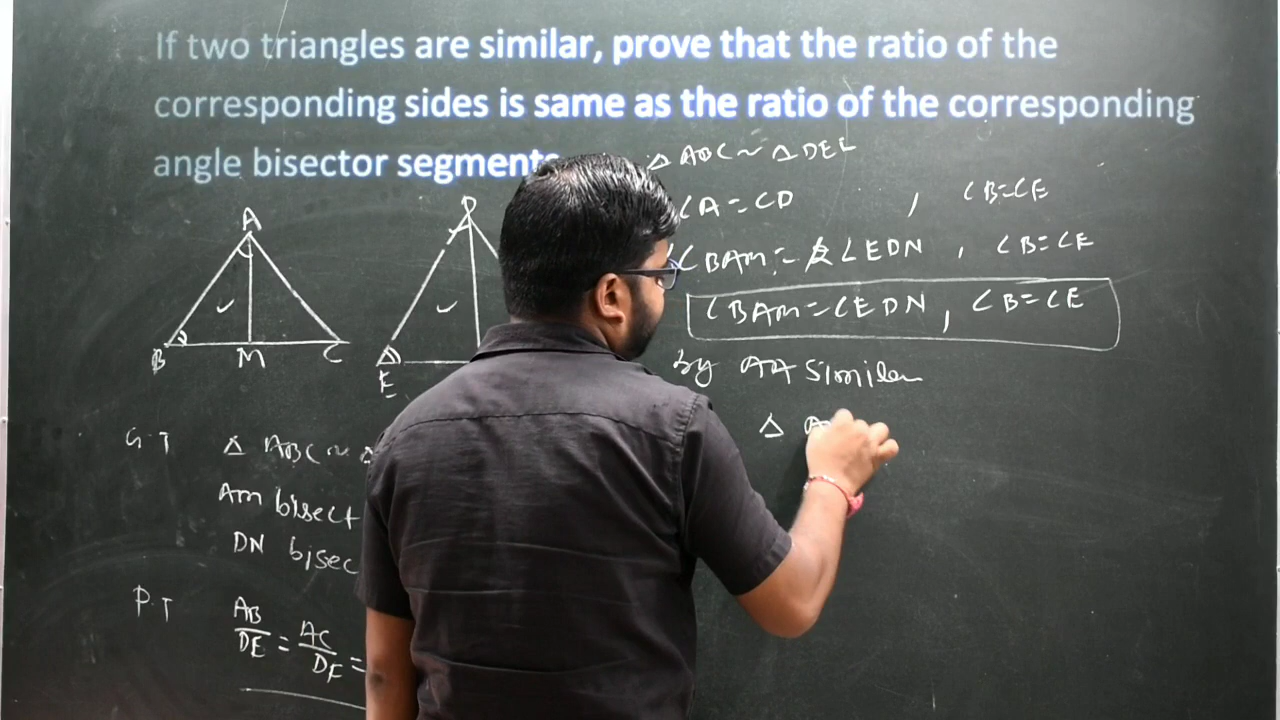 If two triangles are similar, prove that the ratio of the
corresponding sides is same as the ratio of the corresponding
angle bisector segments
△ ABC ~ △ DEF
∠A = ∠D , ∠B = ∠E
∠BAM = ∠EDN , ∠B = ∠E
∠BAM = ∠EDN , ∠B = ∠E
by AA Similar
△ A
A
B M C
D
E
G.T △ ABC ~ △
AM bisect
DN bisec
P.T AB/DE = AC/DF =